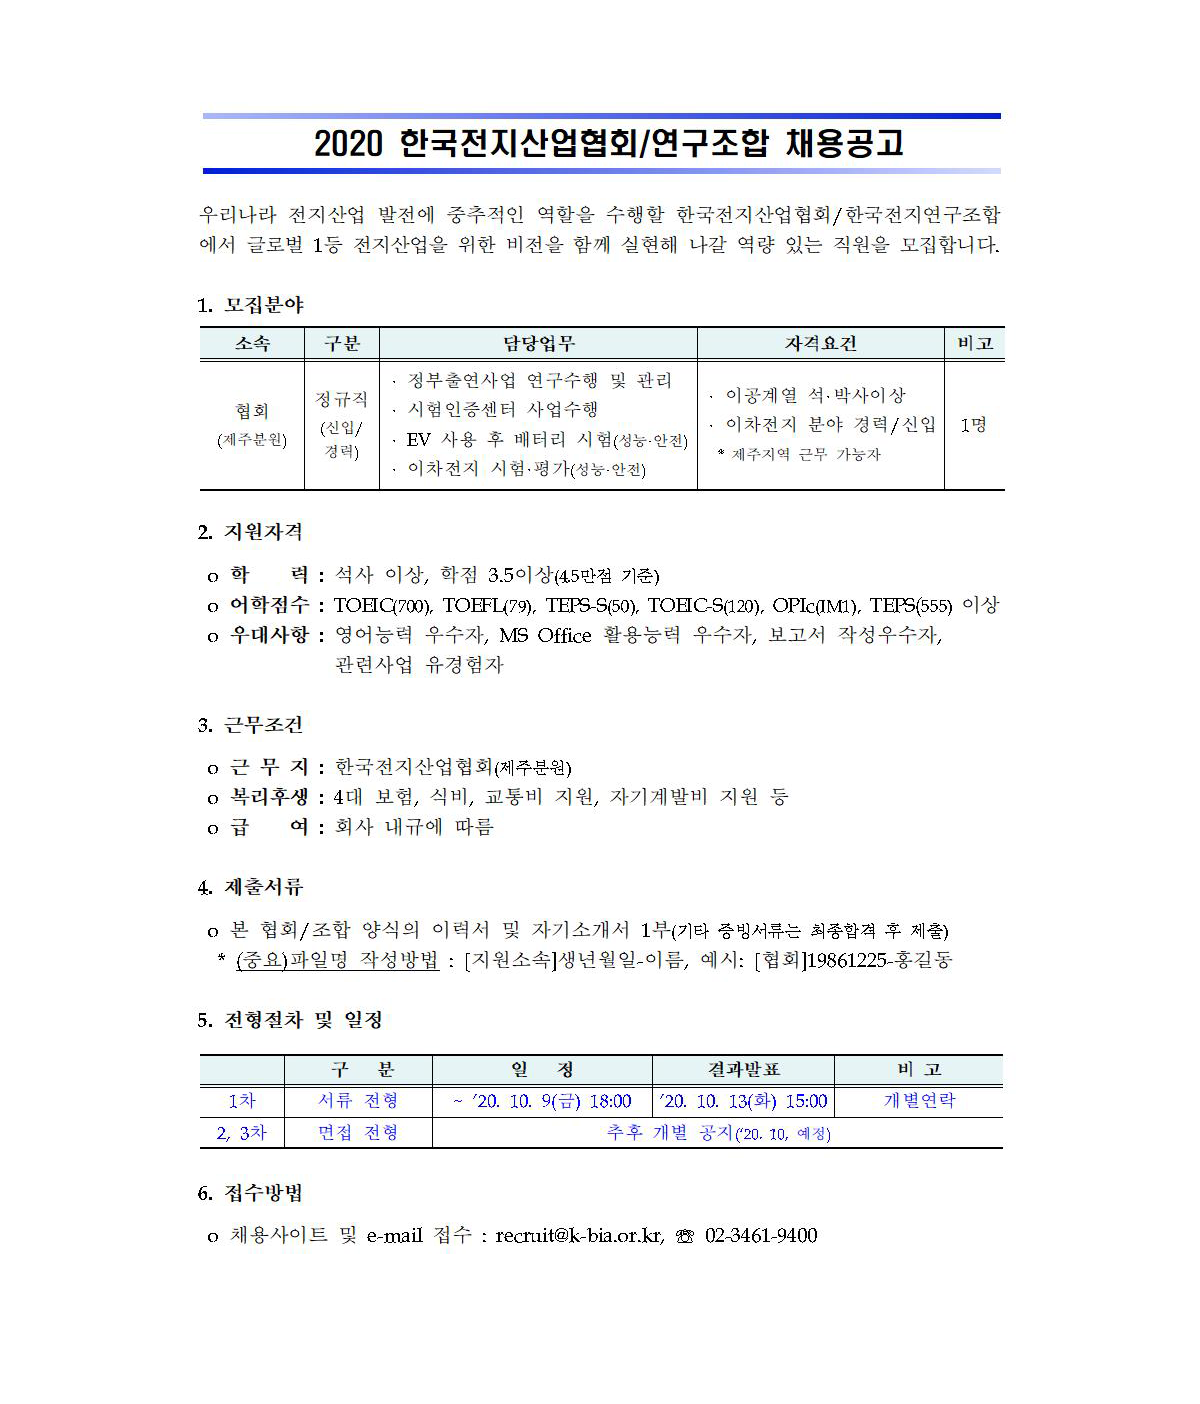 2020 한국전지산업협회/연구조합 채용공고
우리나라 전지산업 발전에 중추적인 역할을 수행할 한국전지산업협회/한국전지연구조합
에서 글로벌 1등 전지산업을 위한 비전을 함께 실현해 나갈 역량 있는 직원을 모집합니다.
1. 모집분야
소속 구분 담당업무 자격요건 비고
협회
(제주분원)
정규직
(신입/
경력)
· 정부출연사업 연구수행 및 관리
· 시험인증센터 사업수행
· EV 사용 후 배터리 시험(성능·안전)
· 이차전지 시험·평가(성능·안전)
· 이공계열 석·박사이상
· 이차전지 분야 경력/신입
* 제주지역 근무 가능자
1명
2. 지원자격
o 학 력 : 석사 이상, 학점 3.5이상(4.5만점 기준)
o 어학점수 : TOEIC(700), TOEFL(79), TEPS-S(50), TOEIC-S(120), OPIc(IM1), TEPS(555) 이상
o 우대사항 : 영어능력 우수자, MS Office 활용능력 우수자, 보고서 작성우수자,
관련사업 유경험자
3. 근무조건
o 근 무 지 : 한국전지산업협회(제주분원)
o 복리후생 : 4대 보험, 식비, 교통비 지원, 자기계발비 지원 등
o 급 여 : 회사 내규에 따름
4. 제출서류
o 본 협회/조합 양식의 이력서 및 자기소개서 1부(기타 증빙서류는 최종합격 후 제출)
* (중요)파일명 작성방법 : [지원소속]생년월일-이름, 예시: [협회]19861225-홍길동
5. 전형절차 및 일정
구 분 일 정 결과발표 비 고
1차 서류 전형 ~ '20. 10. 9(금) 18:00 '20. 10. 13(화) 15:00 개별연락
2, 3차 면접 전형 추후 개별 공지('20. 10, 예정)
6. 접수방법
o 채용사이트 및 e-mail 접수 : recruit@k-bia.or.kr, ☏ 02-3461-9400